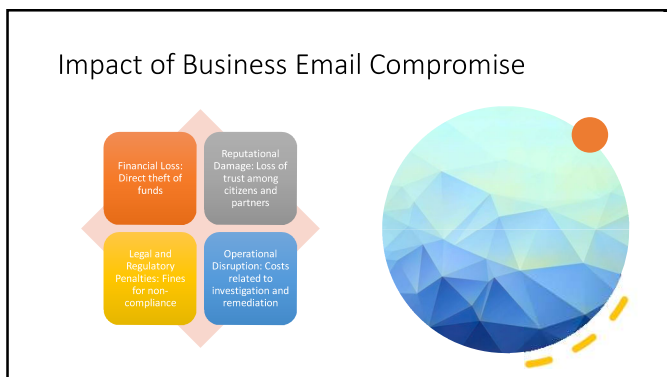 Impact of Business Email Compromise
Financial Loss:
Direct theft of
funds
Reputational
Damage: Loss of
trust among
citizens and
partners
Legal and
Regulatory
Penalties: Fines
for non-
compliance
Operational
Disruption: Costs
related to
investigation and
remediation